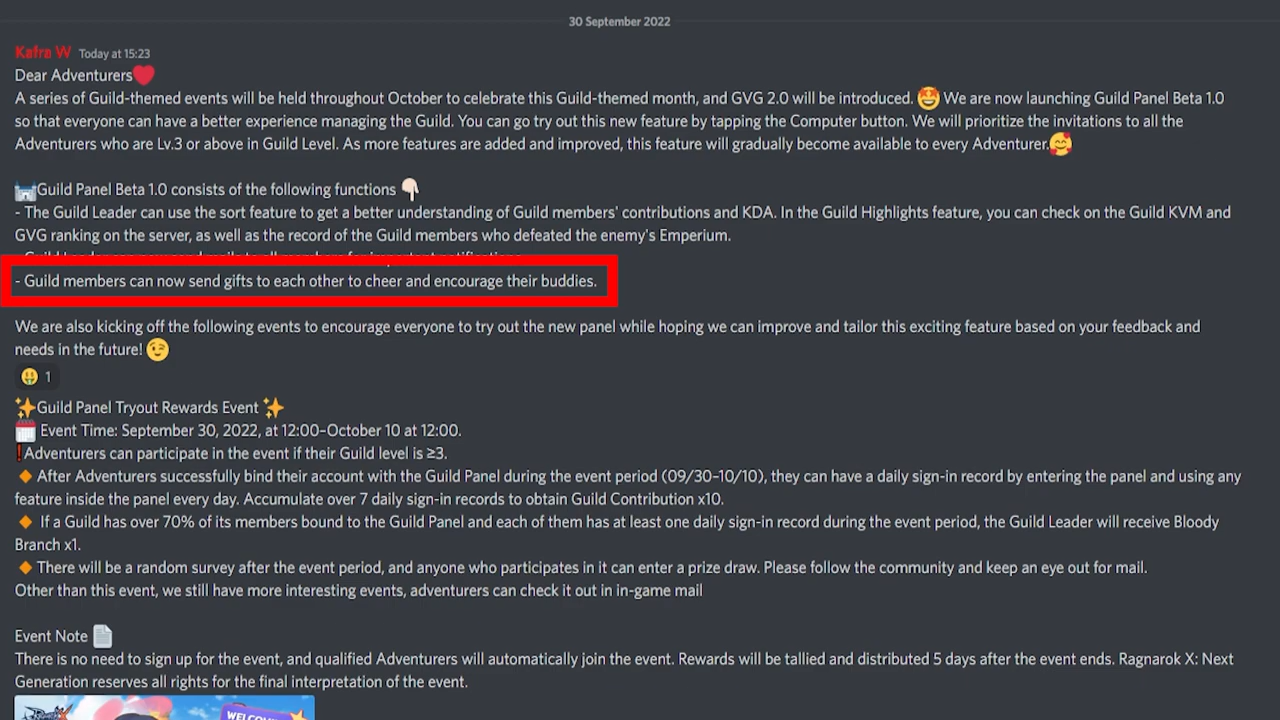 30 September 2022
Kafra W Today at 15:23
Dear Adventurers❤️
A series of Guild-themed events will be held throughout October to celebrate this Guild-themed month, and GVG 2.0 will be introduced. 🤩 We are now launching Guild Panel Beta 1.0
so that everyone can have a better experience managing the Guild. You can go try out this new feature by tapping the Computer button. We will prioritize the invitations to all the
Adventurers who are Lv.3 or above in Guild Level. As more features are added and improved, this feature will gradually become available to every Adventurer.🥰
🏰Guild Panel Beta 1.0 consists of the following functions 👇🏻
- The Guild Leader can use the sort feature to get a better understanding of Guild members' contributions and KDA. In the Guild Highlights feature, you can check on the Guild KVM and
GVG ranking on the server, as well as the record of the Guild members who defeated the enemy's Emperium.
- Guild Leader can now send mails to all members for important notifications.
- Guild members can now send gifts to each other to cheer and encourage their buddies.
We are also kicking off the following events to encourage everyone to try out the new panel while hoping we can improve and tailor this exciting feature based on your feedback and
needs in the future! 😉
🤑 1
✨Guild Panel Tryout Rewards Event ✨
📅 Event Time: September 30, 2022, at 12:00–October 10 at 12:00.
❗Adventurers can participate in the event if their Guild level is ≥3.
🔸 After Adventurers successfully bind their account with the Guild Panel during the event period (09/30-10/10), they can have a daily sign-in record by entering the panel and using any
feature inside the panel every day. Accumulate over 7 daily sign-in records to obtain Guild Contribution x10.
🔸 If a Guild has over 70% of its members bound to the Guild Panel and each of them has at least one daily sign-in record during the event period, the Guild Leader will receive Bloody
Branch x1.
🔸 There will be a random survey after the event period, and anyone who participates in it can enter a prize draw. Please follow the community and keep an eye out for mail.
Other than this event, we still have more interesting events, adventurers can check it out in in-game mail
Event Note 📄
There is no need to sign up for the event, and qualified Adventurers will automatically join the event. Rewards will be tallied and distributed 5 days after the event ends. Ragnarok X: Next
Generation reserves all rights for the final interpretation of the event.